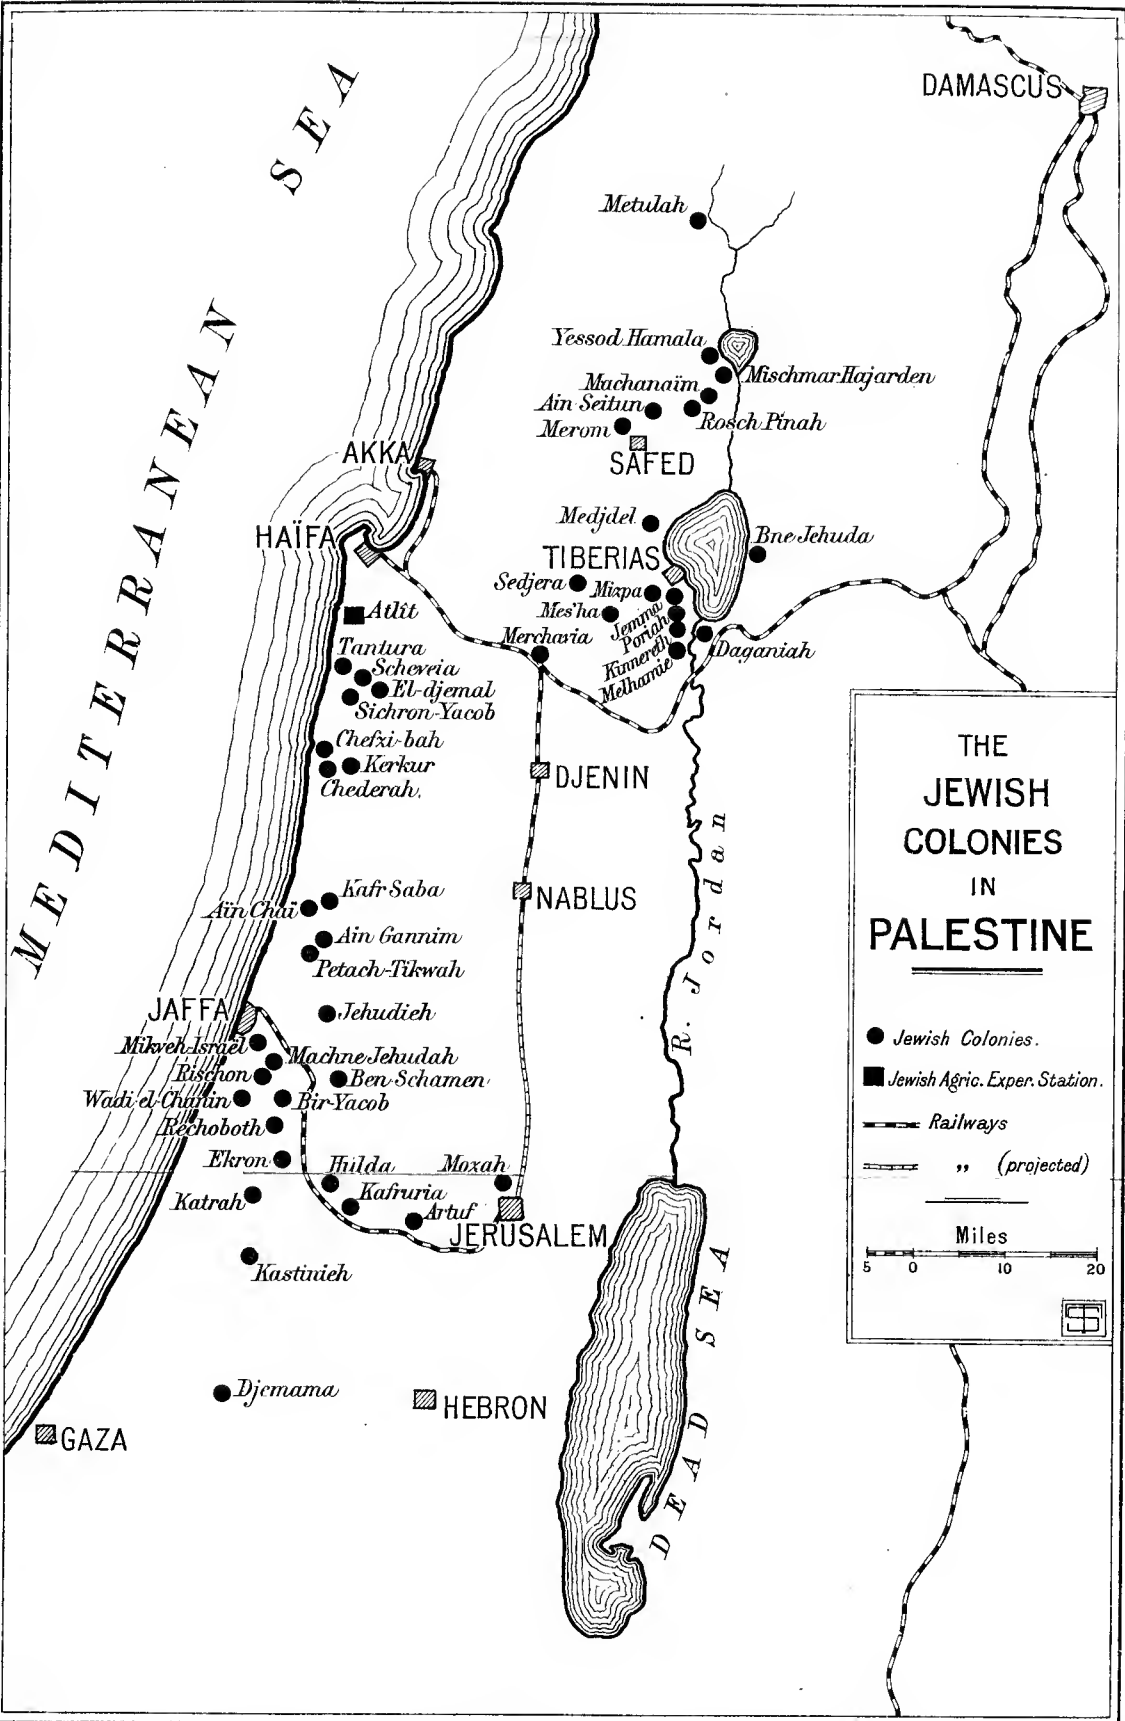 MEDITERRANEAN SEA
DAMASCUS
Metulah
Yessod Hamala
Mischmar Hajarden
Machanaïm
Ain Seitun
Rosch Pinah
Merom
SAFED
AKKA
HAÏFA
Medjdel
Bne Jehuda
TIBERIAS
Sedjera
Mizpa
Atlît
Mes'ha
Jemma
Poriah
Kinnereth
Melhamie
Merchavia
Daganiah
Tantura
Scheveia
El-djemal
Sichron-Yacob
Chefzi-bah
Kerkur
Chederah.
DJENIN
R. Jordan
Kafr Saba
Aïn Chaï
NABLUS
Ain Gannim
Petach-Tikwah
JAFFA
Jehudieh
Mikveh-Israël
Machne Jehudah
Rischon
Ben Schamen
Wadi el-Chanin
Bir-Yacob
Rechoboth
Ekron
Hulda
Mozah
Katrah
Kafruria
Artuf
JERUSALEM
Kastinieh
DEAD SEA
Djemama
HEBRON
GAZA
THE
JEWISH
COLONIES
IN
PALESTINE
Jewish Colonies.
Jewish Agric. Exper. Station.
Railways
„ (projected)
Miles
5 0 10 20